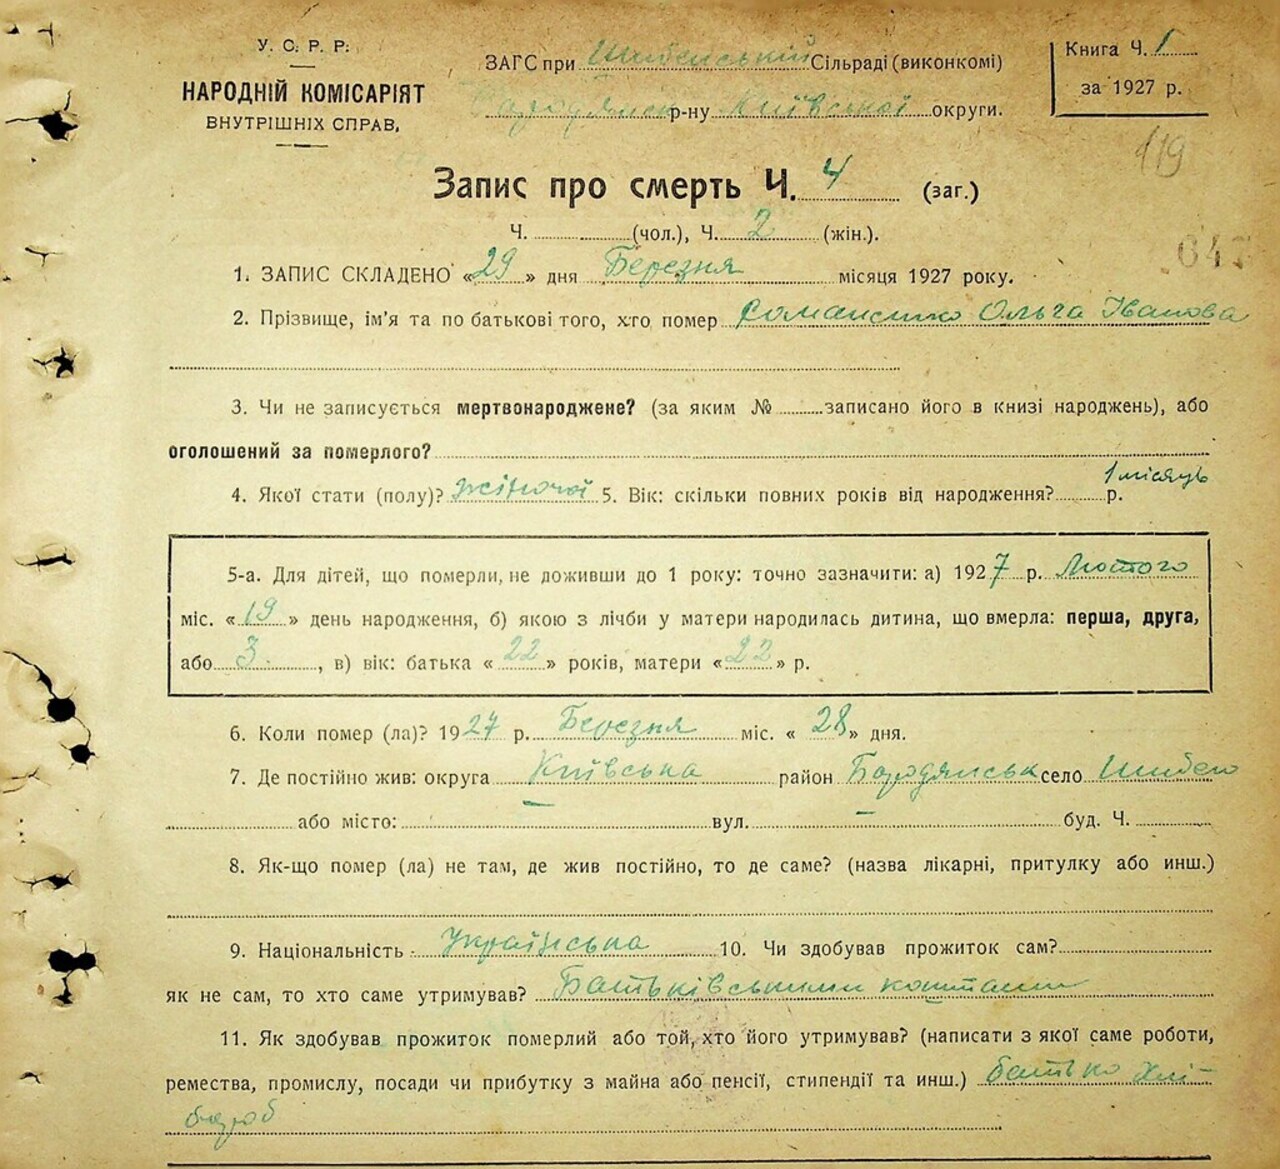 У. С. Р. Р.
НАРОДНІЙ КОМІСАРІЯТ
ВНУТРІШНІХ СПРАВ,
ЗАГС при Шибенській Сільраді (виконкомі)
Бородянськ р-ну Київської округи.
Книга Ч. 1
за 1927 р.
119
647
Запис про смерть Ч. 4 (заг.)
Ч. (чол.), Ч. 2 (жін.).
1. ЗАПИС СКЛАДЕНО «29» дня Березня місяця 1927 року.
2. Прізвище, ім'я та по батькові того, хто помер Романенко Ольга Іванова
3. Чи не записується мертвонароджене? (за яким № записано його в книзі народжень), або
оголошений за померлого?
4. Якої стати (полу)? жіночої 5. Вік: скільки повних років від народження? р. 1 місяць
5-а. Для дітей, що померли, не доживши до 1 року: точно зазначити: а) 1927 р. Лютого
міс. «19» день народження, б) якою з лічби у матери народилась дитина, що вмерла: перша, друга,
або 3. , в) вік: батька «22» років, матери «22» р.
6. Коли помер (ла)? 1927 р. Березня міс. «28» дня.
7. Де постійно жив: округа Київська район Бородянськ село Шибено
або місто: — вул. — буд. Ч.
8. Як-що помер (ла) не там, де жив постійно, то де саме? (назва лікарні, притулку або инш.)
9. Національність Українська 10. Чи здобував прожиток сам?
як не сам, то хто саме утримував? Батьківськими коштами
11. Як здобував прожиток померлий або той, хто його утримував? (написати з якої саме роботи,
ремества, промислу, посади чи прибутку з майна або пенсії, стипендії та инш.) батько хлі-
бороб